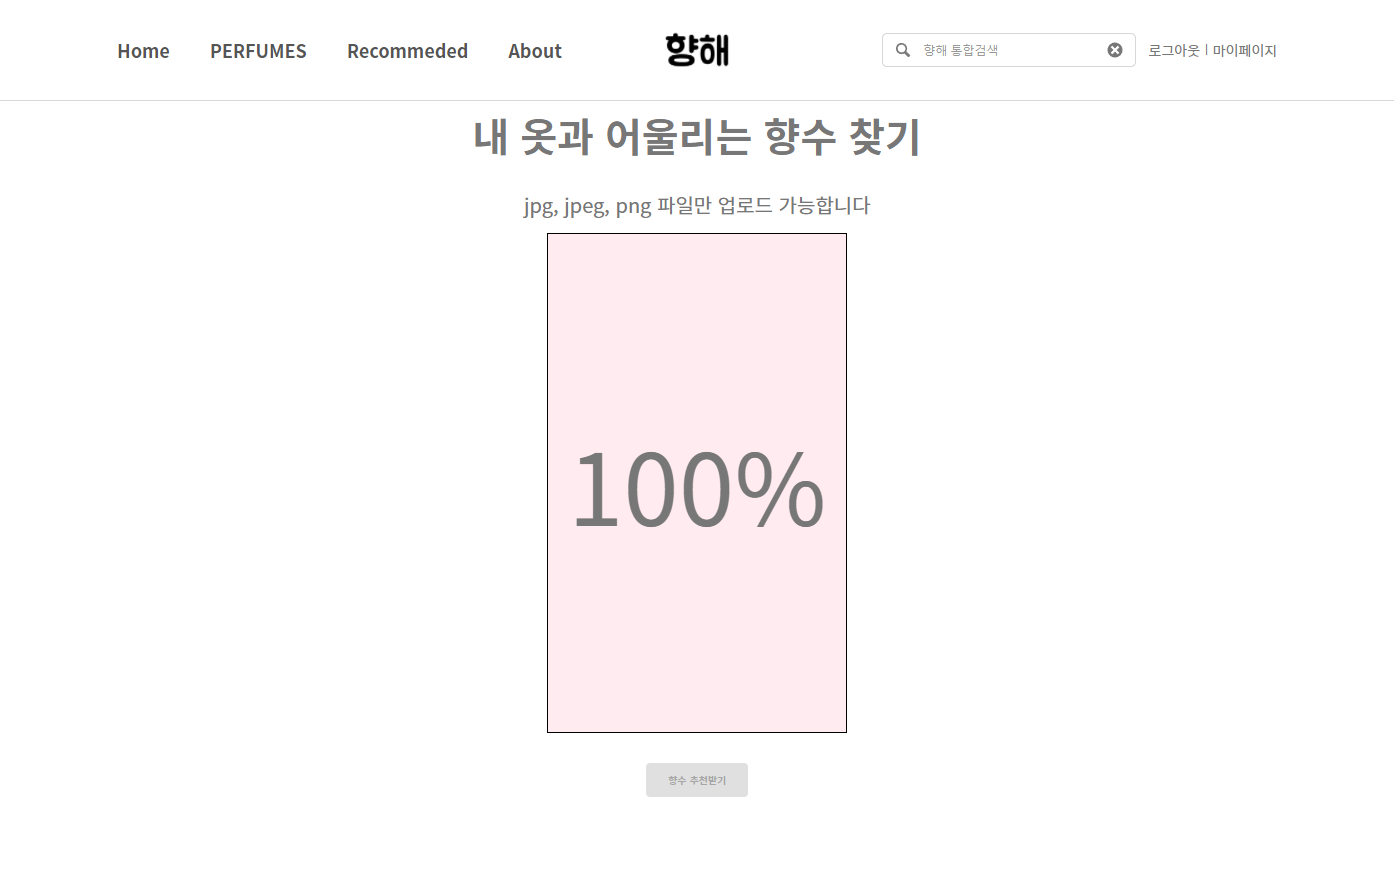 Home PERFUMES Recommeded About 향해 향해 통합검색 로그아웃 | 마이페이지
내 옷과 어울리는 향수 찾기
jpg, jpeg, png 파일만 업로드 가능합니다
100%
향수 추천받기